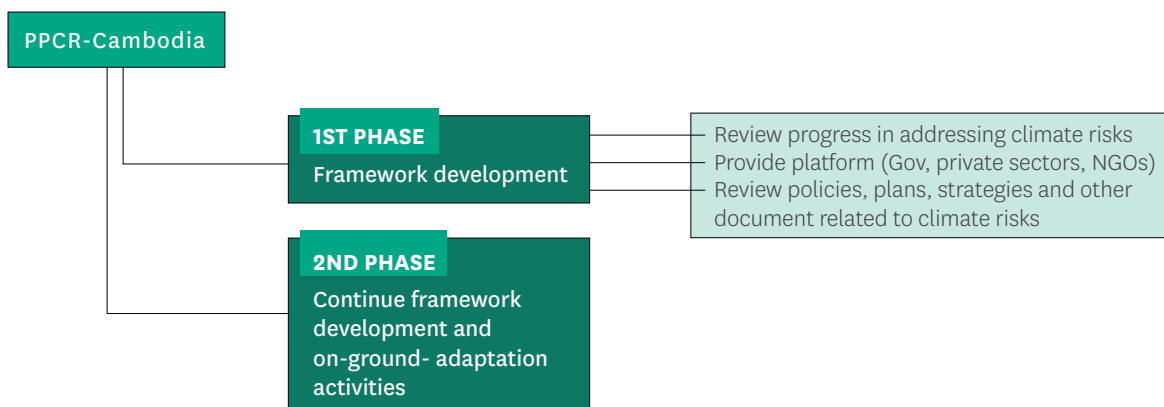 PPCR-Cambodia
1ST PHASE
Framework development
Review progress in addressing climate risks
Provide platform (Gov, private sectors, NGOs)
Review policies, plans, strategies and other
document related to climate risks
2ND PHASE
Continue framework
development and
on-ground- adaptation
activities